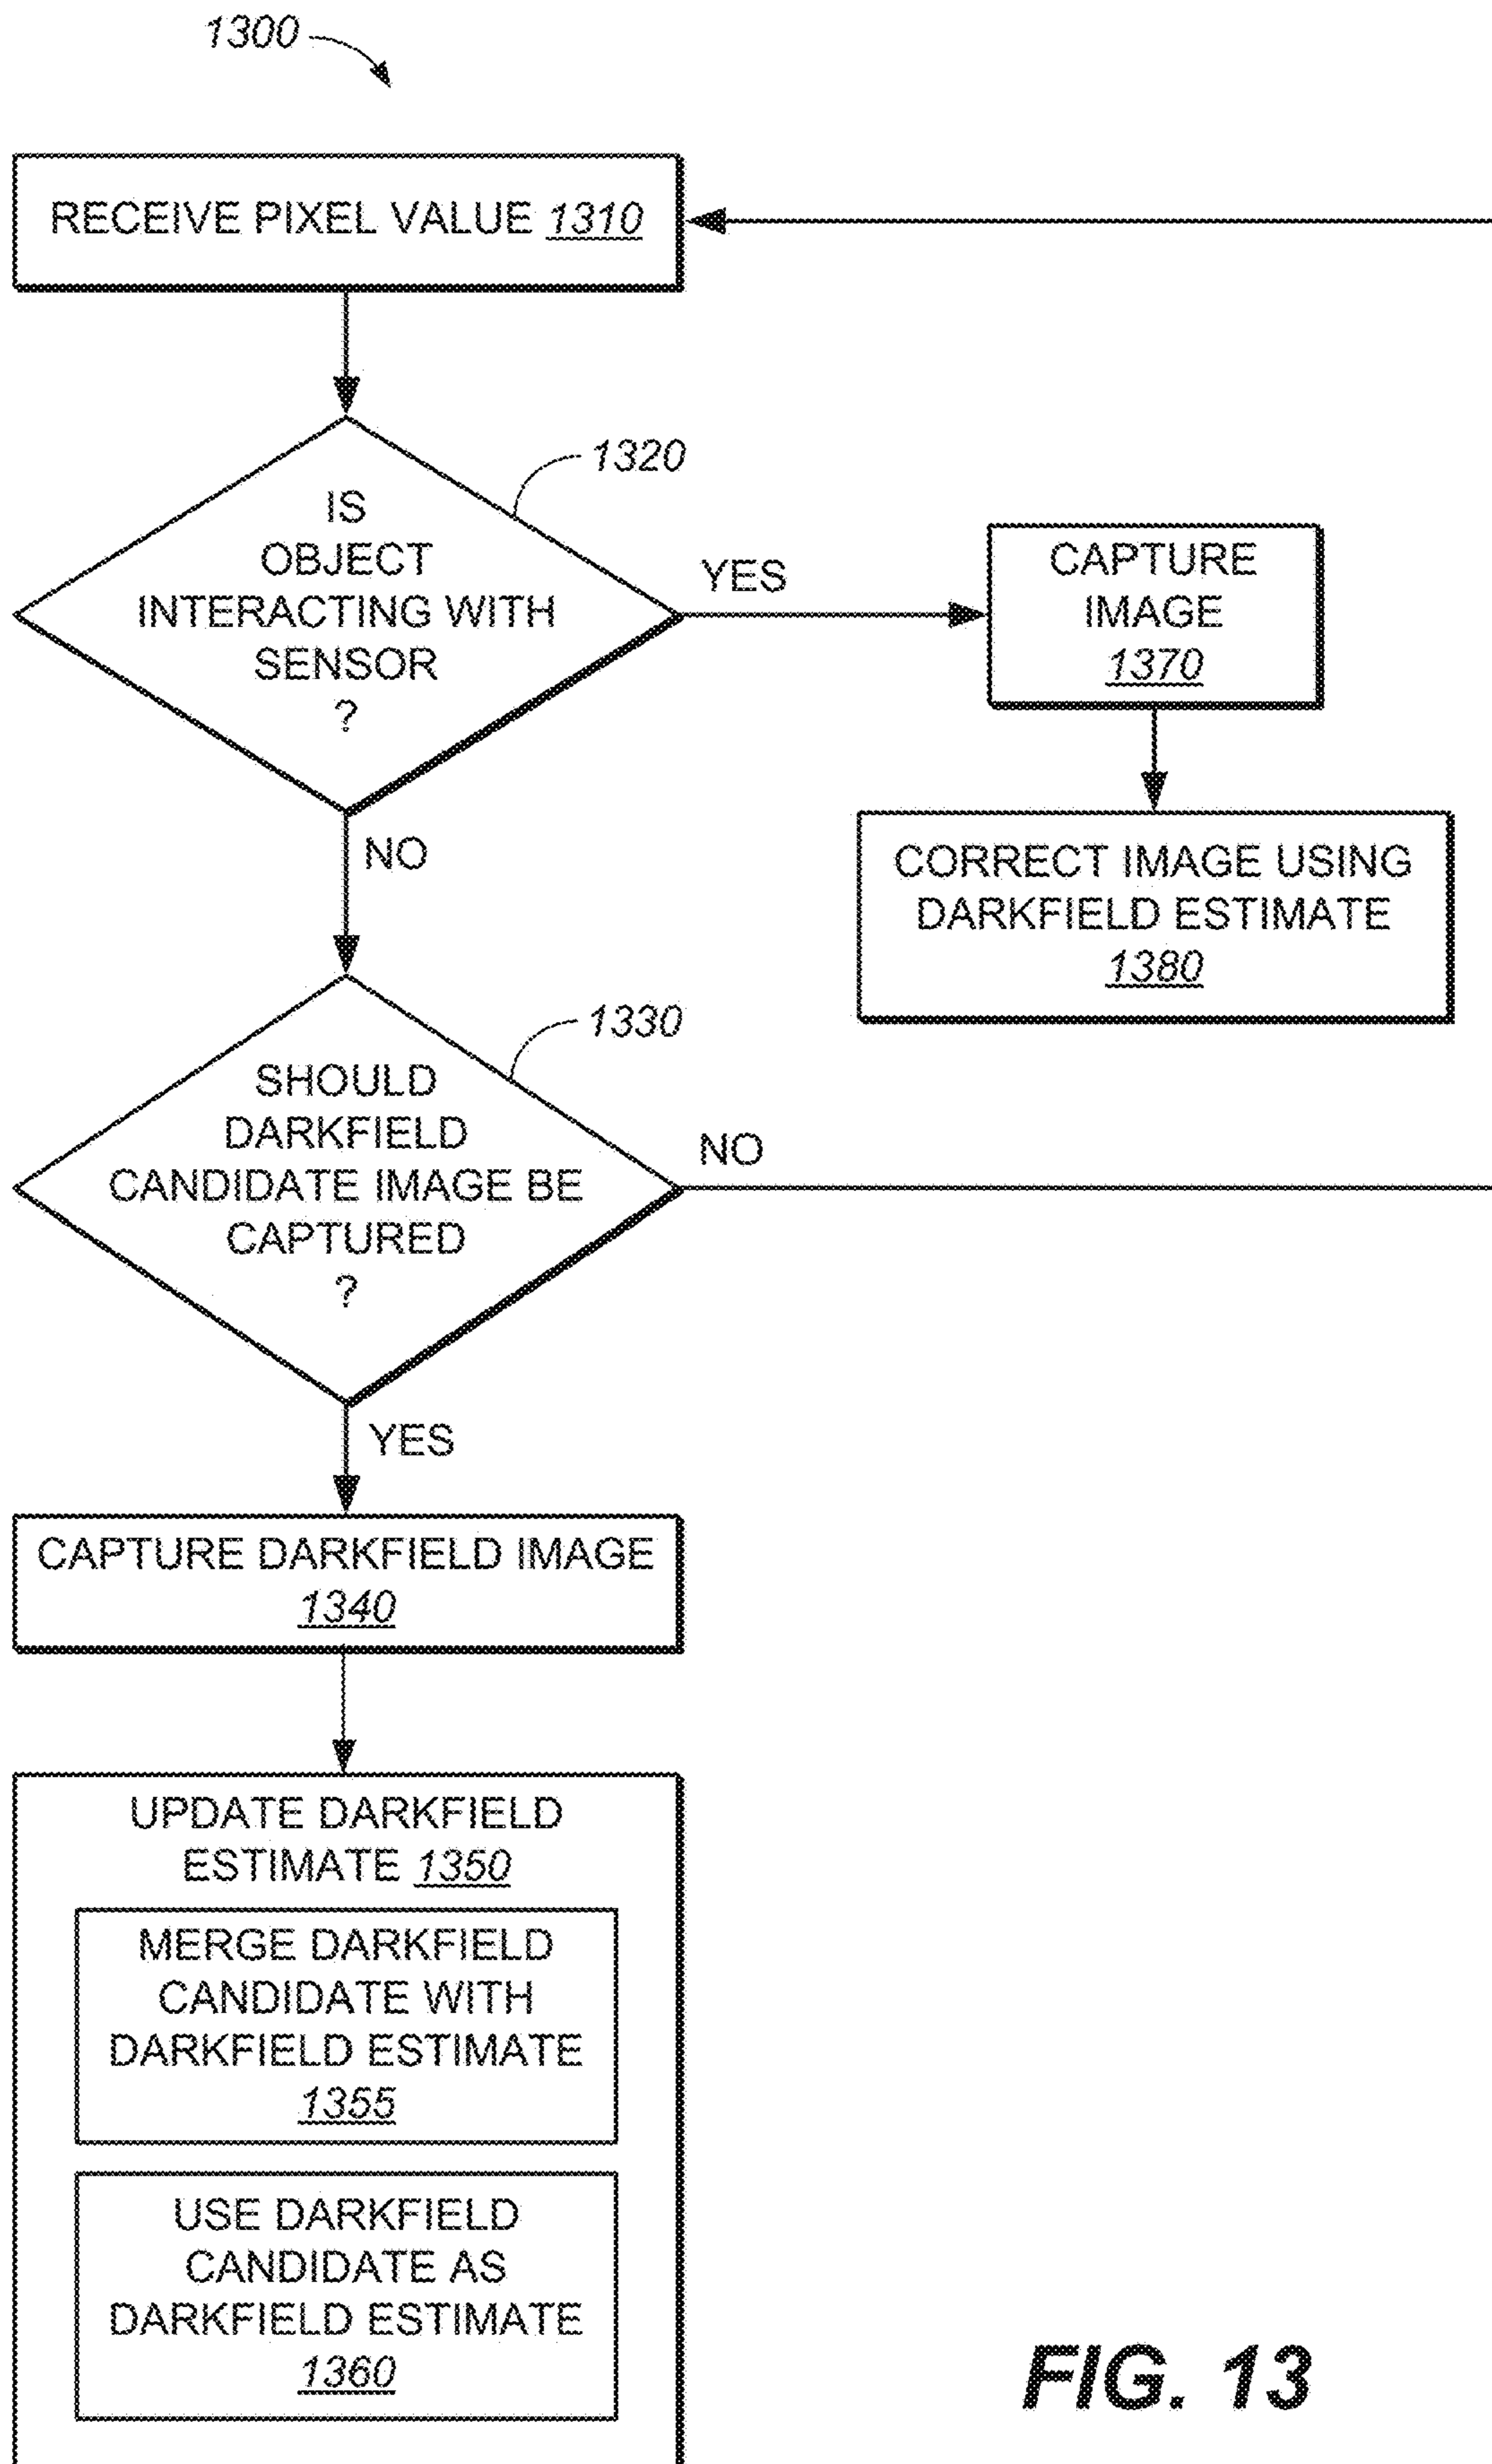 1300
RECEIVE PIXEL VALUE 1310
1320
IS
OBJECT
INTERACTING WITH
SENSOR
?
YES
CAPTURE
IMAGE
1370
NO
CORRECT IMAGE USING
DARKFIELD ESTIMATE
1380
1330
SHOULD
DARKFIELD
CANDIDATE IMAGE BE
CAPTURED
?
NO
YES
CAPTURE DARKFIELD IMAGE
1340
UPDATE DARKFIELD
ESTIMATE 1350
MERGE DARKFIELD
CANDIDATE WITH
DARKFIELD ESTIMATE
1355
USE DARKFIELD
CANDIDATE AS
DARKFIELD ESTIMATE
1360
FIG. 13